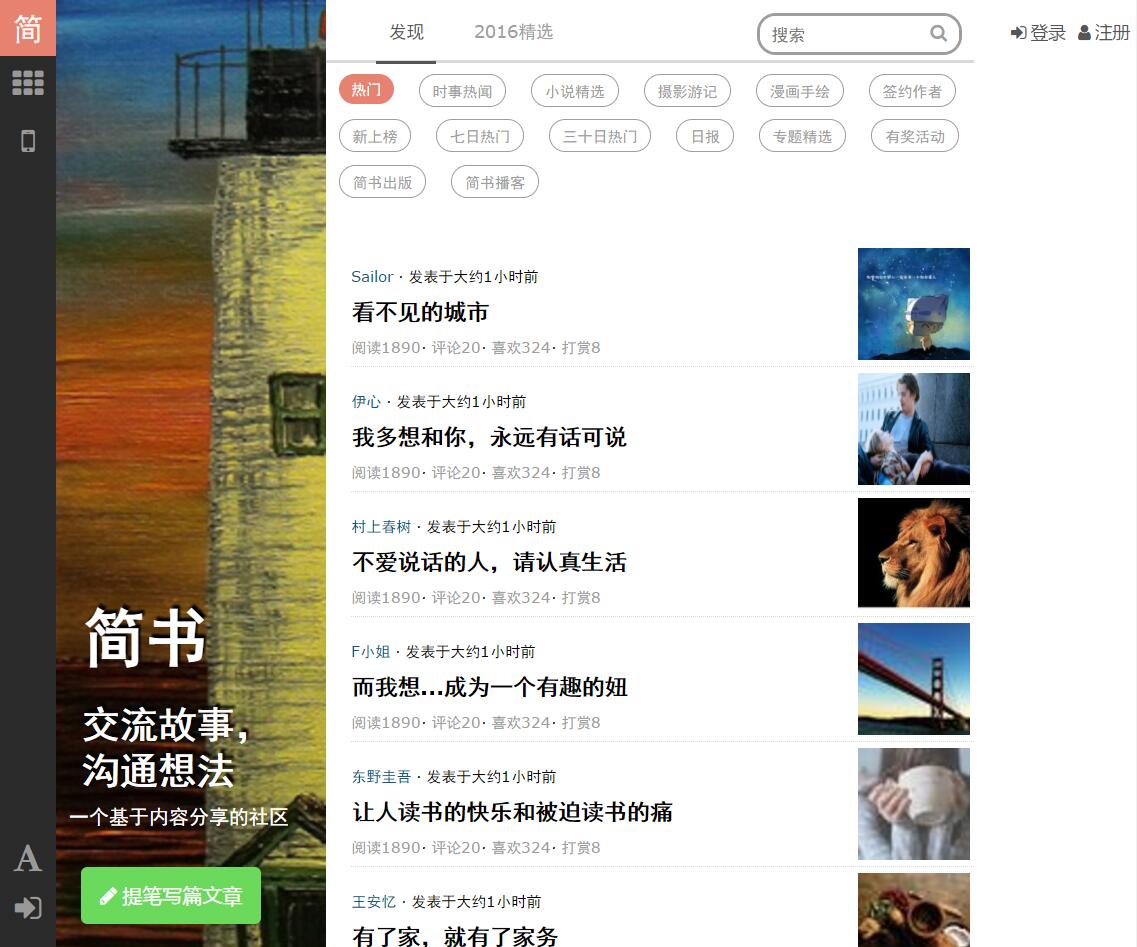 简
发现 2016精选 搜索 登录 注册
热门 时事热闻 小说精选 摄影游记 漫画手绘 签约作者
新上榜 七日热门 三十日热门 日报 专题精选 有奖活动
简书出版 简书播客
Sailor · 发表于大约1小时前
看不见的城市
阅读1890· 评论20· 喜欢324· 打赏8
伊心 · 发表于大约1小时前
我多想和你，永远有话可说
阅读1890· 评论20· 喜欢324· 打赏8
村上春树 · 发表于大约1小时前
不爱说话的人，请认真生活
阅读1890· 评论20· 喜欢324· 打赏8
F小姐 · 发表于大约1小时前
而我想...成为一个有趣的妞
阅读1890· 评论20· 喜欢324· 打赏8
东野圭吾 · 发表于大约1小时前
让人读书的快乐和被迫读书的痛
阅读1890· 评论20· 喜欢324· 打赏8
王安忆 · 发表于大约1小时前
有了家，就有了家务
简书
交流故事，
沟通想法
一个基于内容分享的社区
提笔写篇文章
A